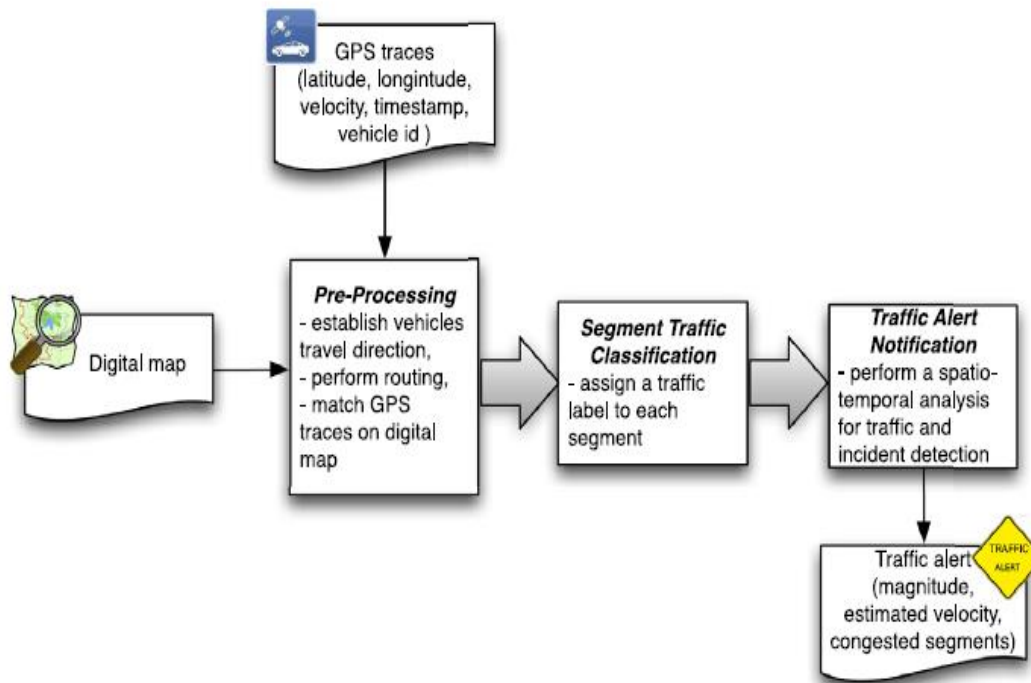 GPS traces
(latitude, longintude,
velocity, timestamp,
vehicle id )
Digital map
Pre-Processing
- establish vehicles
travel direction,
- perform routing,
- match GPS
traces on digital
map
Segment Traffic
Classification
- assign a traffic
label to each
segment
Traffic Alert
Notification
- perform a spatio-
temporal analysis
for traffic and
incident detection
Traffic alert
(magnitude,
estimated velocity,
congested segments)
TRAFFIC
ALERT